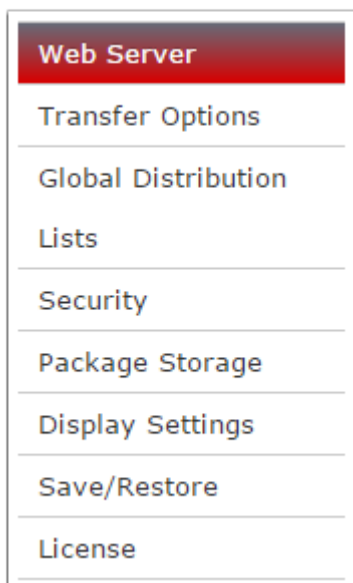 Web Server
Transfer Options
Global Distribution
Lists
Security
Package Storage
Display Settings
Save/Restore
License